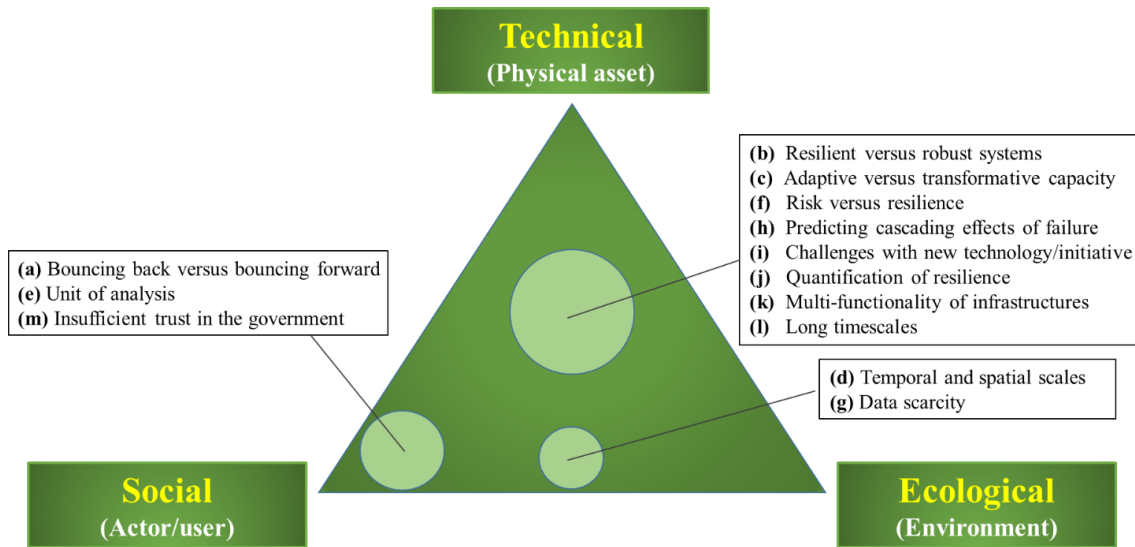 Technical
(Physical asset)
(b) Resilient versus robust systems
(c) Adaptive versus transformative capacity
(f) Risk versus resilience
(h) Predicting cascading effects of failure
(i) Challenges with new technology/initiative
(j) Quantification of resilience
(k) Multi-functionality of infrastructures
(l) Long timescales
(a) Bouncing back versus bouncing forward
(e) Unit of analysis
(m) Insufficient trust in the government
(d) Temporal and spatial scales
(g) Data scarcity
Social
(Actor/user)
Ecological
(Environment)